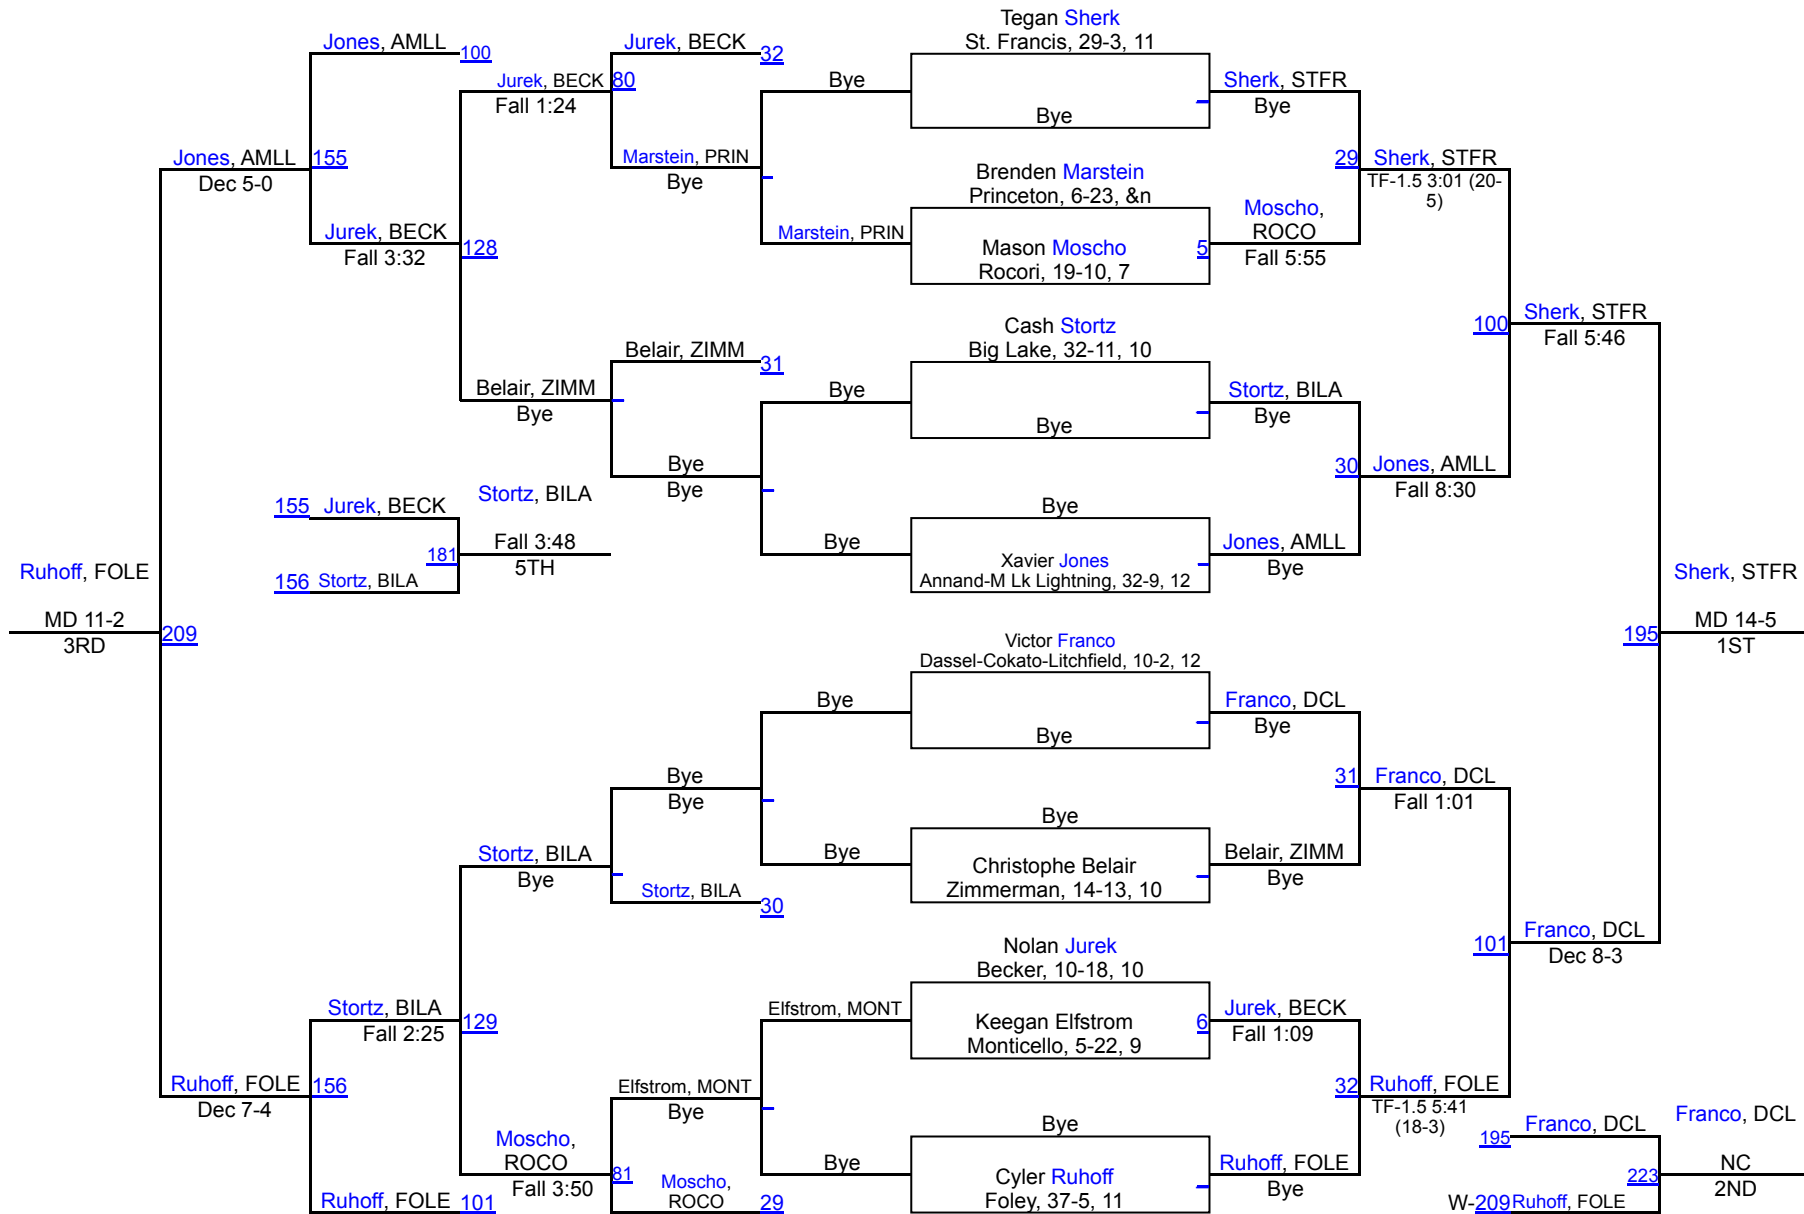 Tegan Sherk
St. Francis, 29-3, 11
Jones, AMLL
100
Jurek, BECK
32
Jurek, BECK
80
Fall 1:24
Bye
Sherk, STFR
Bye
Bye
Jones, AMLL
155
Dec 5-0
Marstein, PRIN
Bye
Brenden Marstein
Princeton, 6-23, &n
29
Sherk, STFR
TF-1.5 3:01 (20-
5)
Jurek, BECK
128
Fall 3:32
Marstein, PRIN
Mason Moscho
Rocori, 19-10, 7
5
Moscho,
ROCO
Fall 5:55
Cash Stortz
Big Lake, 32-11, 10
100
Sherk, STFR
Fall 5:46
Belair, ZIMM
31
Belair, ZIMM
Bye
Bye
Bye
Stortz, BILA
Bye
Bye
Bye
30
Jones, AMLL
Fall 8:30
155
Jurek, BECK
Stortz, BILA
Bye
Bye
Jones, AMLL
Bye
181
Fall 3:48
5TH
Xavier Jones
Annand-M Lk Lightning, 32-9, 12
156
Stortz, BILA
Ruhoff, FOLE
MD 11-2
3RD
209
Sherk, STFR
195
MD 14-5
1ST
Victor Franco
Dassel-Cokato-Litchfield, 10-2, 12
Bye
Bye
Franco, DCL
Bye
Bye
Bye
31
Franco, DCL
Fall 1:01
Bye
Stortz, BILA
Bye
Bye
Christophe Belair
Zimmerman, 14-13, 10
Belair, ZIMM
Bye
Stortz, BILA
30
Nolan Jurek
Becker, 10-18, 10
101
Franco, DCL
Dec 8-3
Stortz, BILA
129
Fall 2:25
Elfstrom, MONT
Keegan Elfstrom
Monticello, 5-22, 9
6
Jurek, BECK
Fall 1:09
Ruhoff, FOLE
156
Dec 7-4
Elfstrom, MONT
Bye
32
Ruhoff, FOLE
TF-1.5 5:41
(18-3)
Bye
Moscho,
ROCO
Fall 3:50
81
Bye
Cyler Ruhoff
Foley, 37-5, 11
Ruhoff, FOLE
Bye
Moscho,
ROCO
29
Ruhoff, FOLE
101
195
Franco, DCL
Franco, DCL
223
NC
2ND
W-209
Ruhoff, FOLE